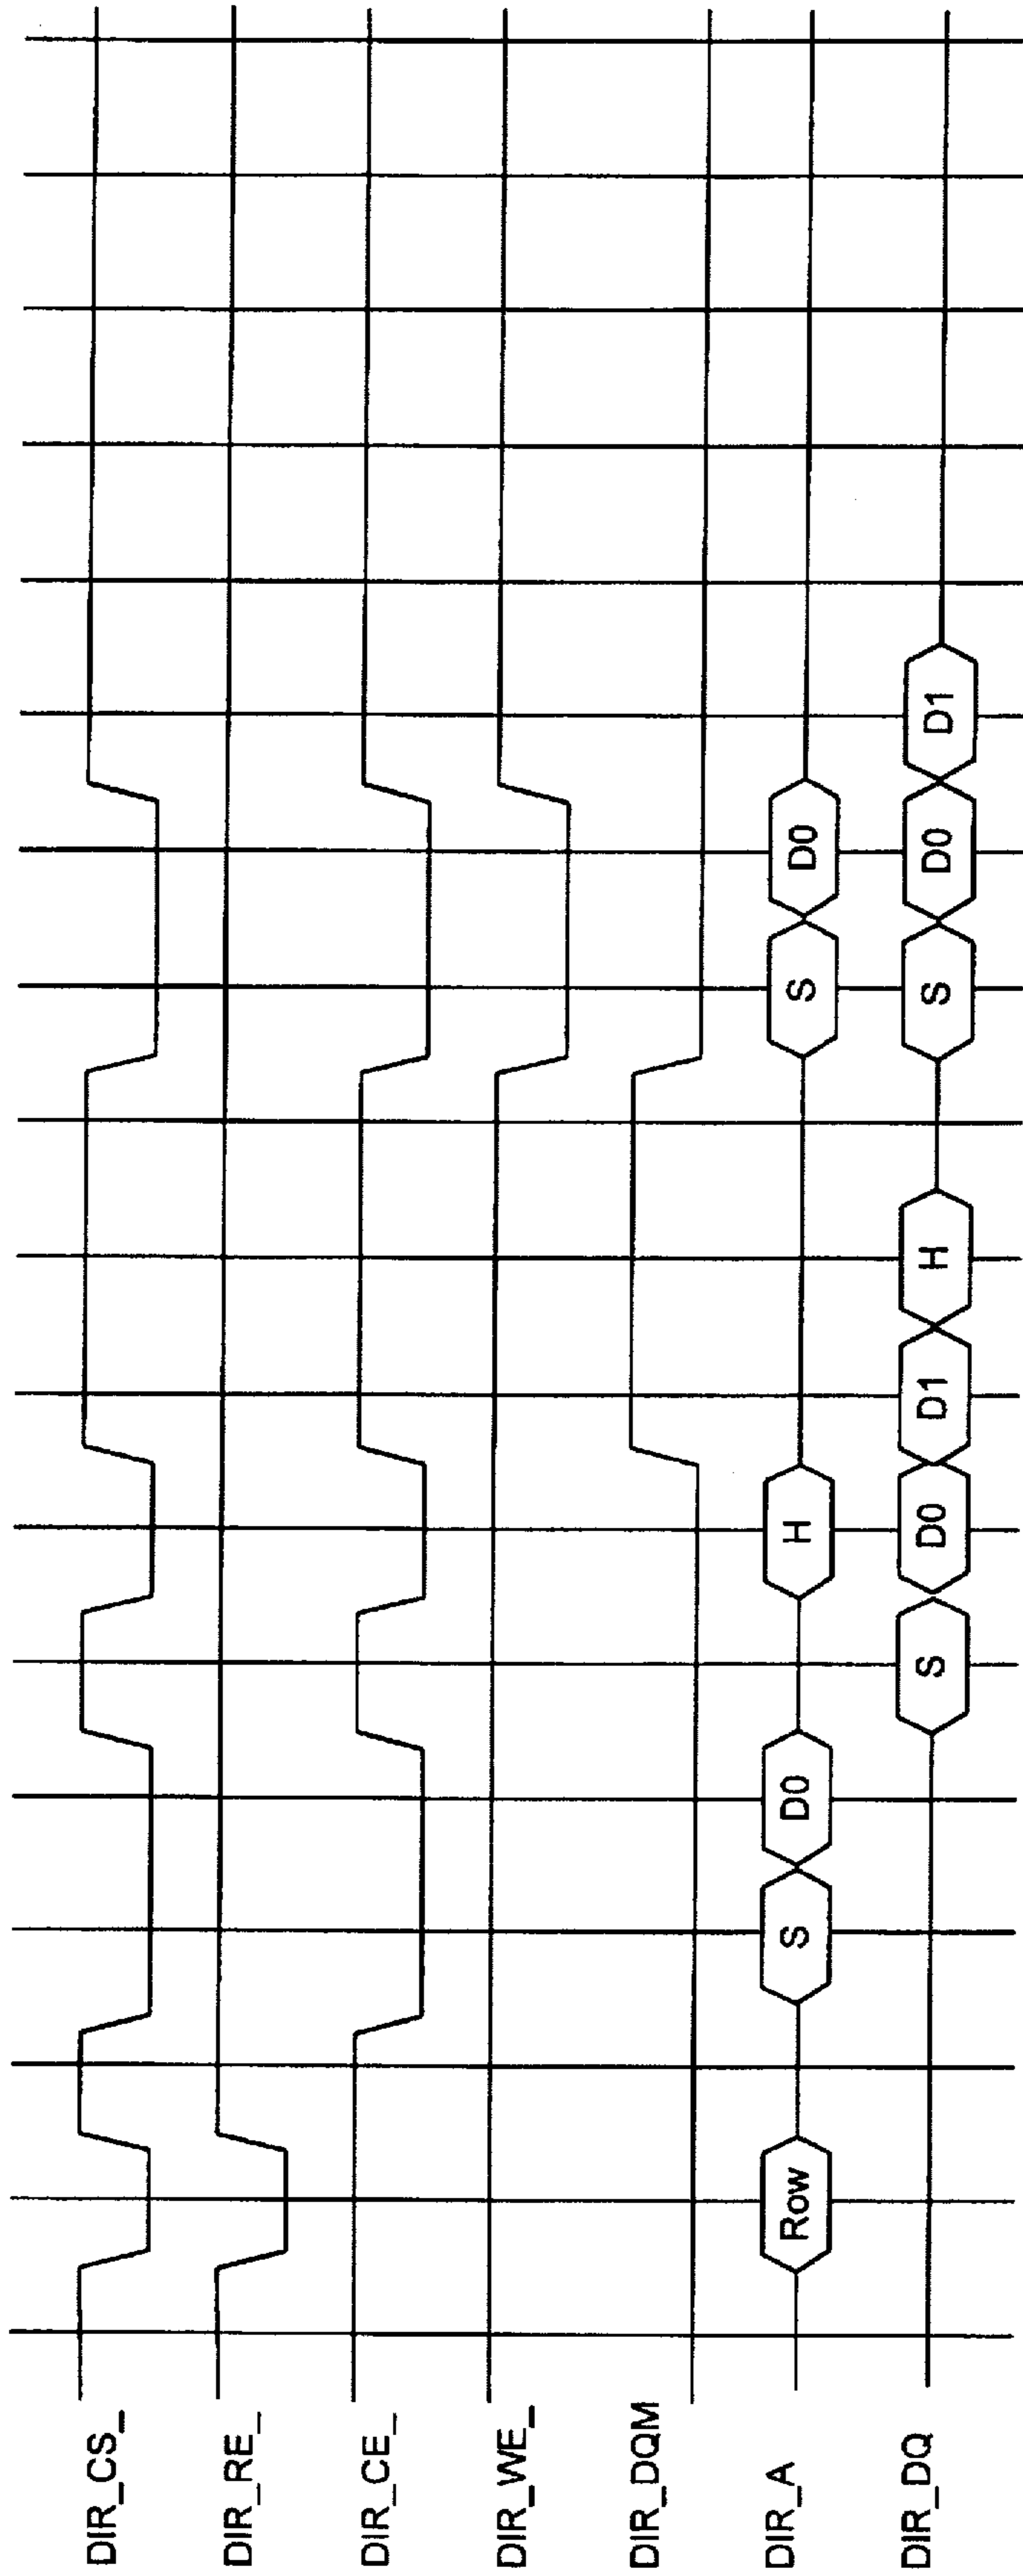 DIR_CS_
DIR_RE_
DIR_CE_
DIR_WE_
DIR_DQM
DIR_A Row S D0 H S D0
DIR_DQ S D0 D1 H S D0 D1